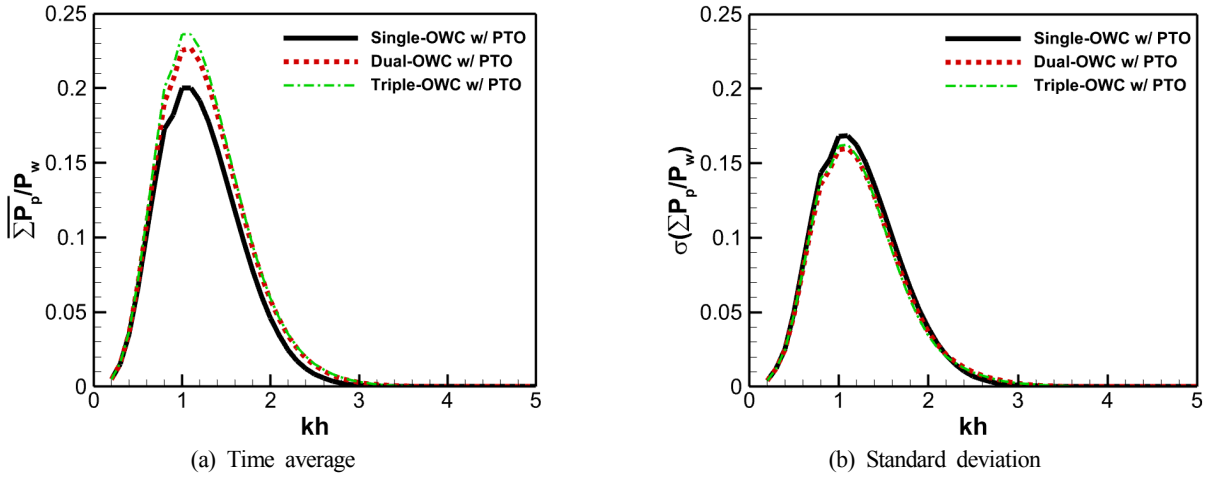 0.25
0.2
0.15
0.1
0.05
0
0 1 2 3 4 5
ΣP̅p/Pw
kh
Single-OWC w/ PTO
Dual-OWC w/ PTO
Triple-OWC w/ PTO
(a) Time average
0.25
0.2
0.15
0.1
0.05
0
0 1 2 3 4 5
σ(ΣPp/Pw)
kh
Single-OWC w/ PTO
Dual-OWC w/ PTO
Triple-OWC w/ PTO
(b) Standard deviation